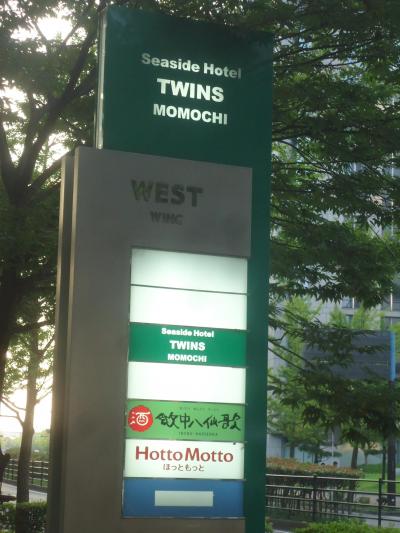 Seaside Hotel
TWINS
MOMOCHI
WEST
WING
Seaside Hotel
TWINS
MOMOCHI
酒 飲中八仙歌
HottoMotto
ほっともっと